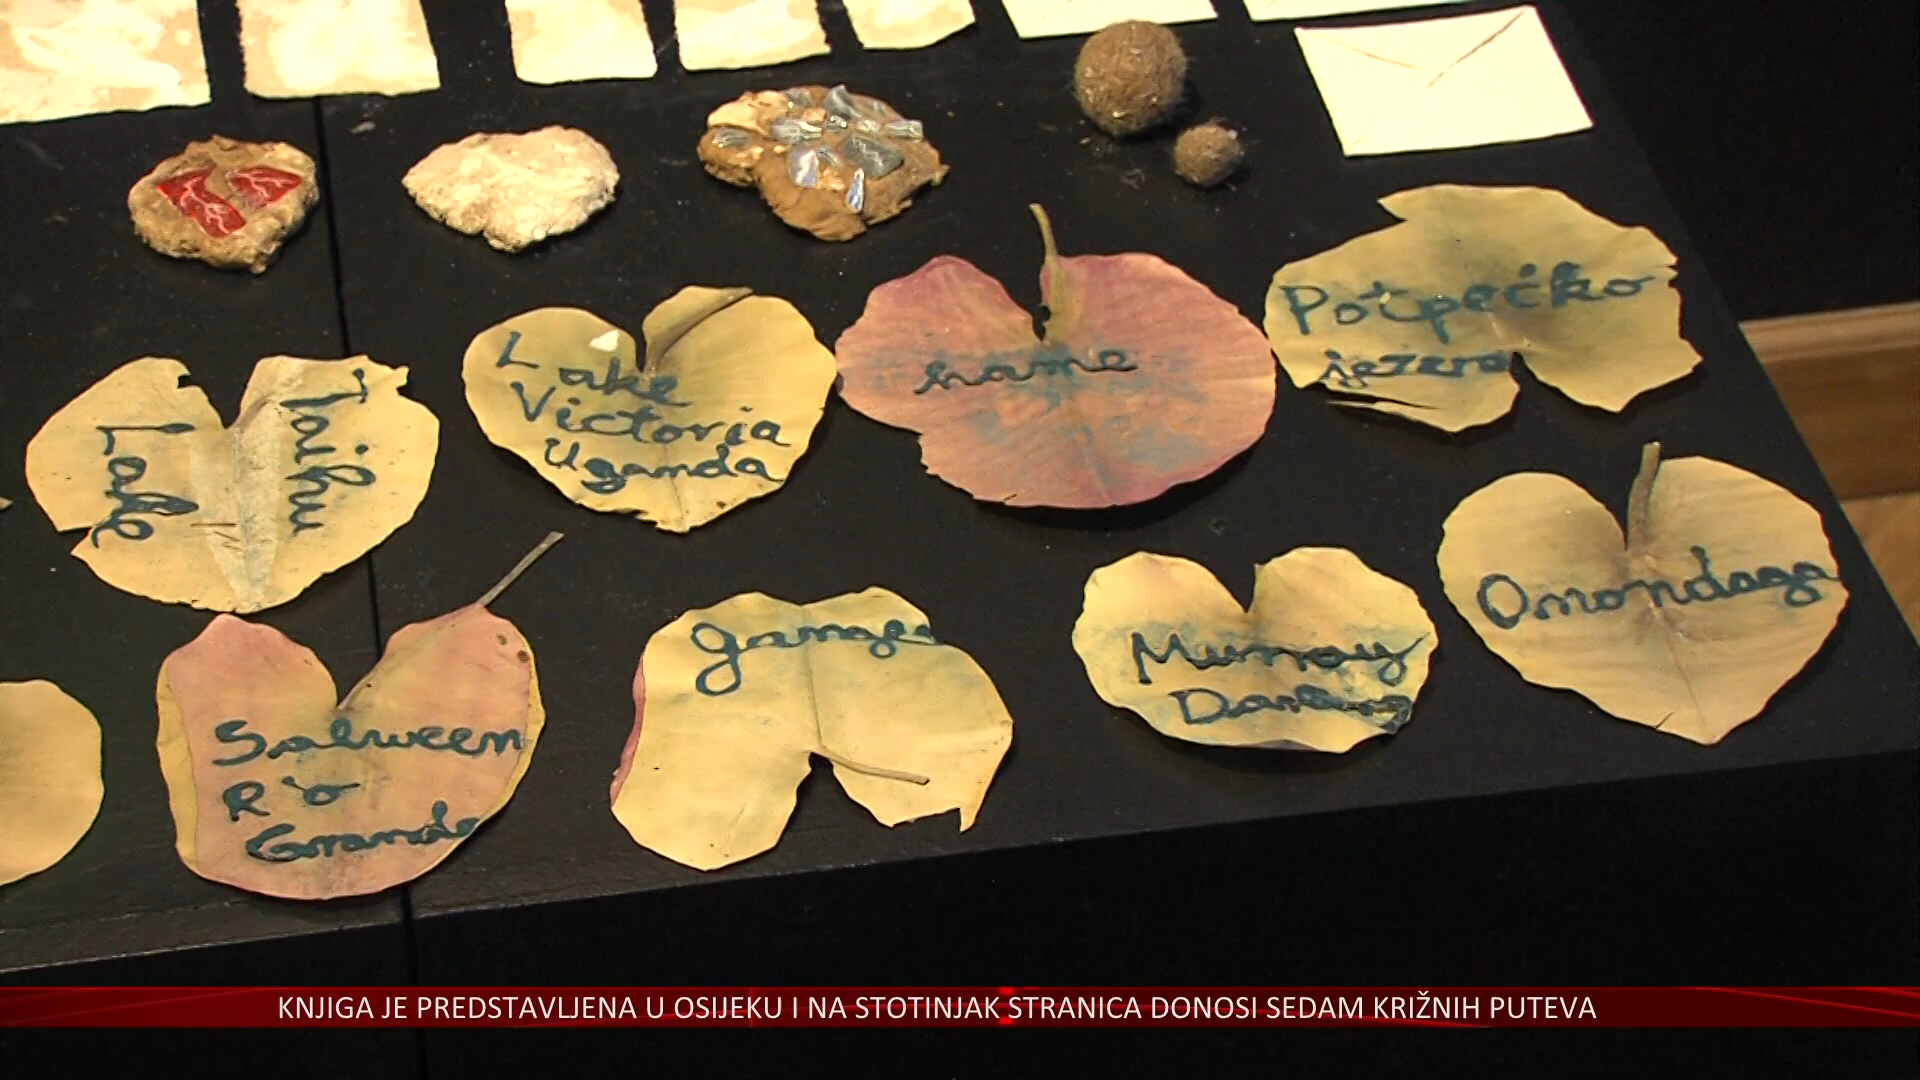 Potpećko
jezero
Lake
Victoria
Uganda
home
Lake
Taihu
Onondaga
Ganges
Murray
Darling
Salween
Rio
Grande
KNJIGA JE PREDSTAVLJENA U OSIJEKU I NA STOTINJAK STRANICA DONOSI SEDAM KRIŽNIH PUTEVA